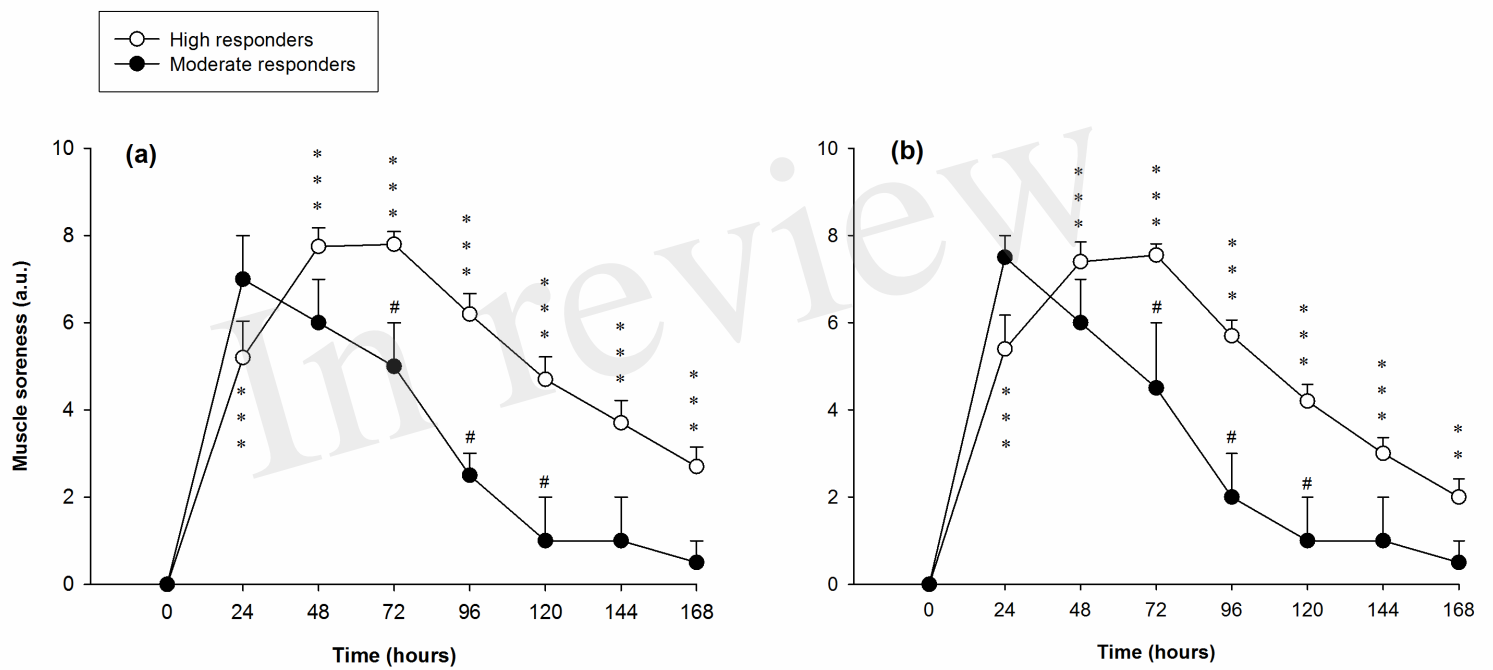 High responders
Moderate responders
(a)
(b)
10
8
6
4
2
0
10
8
6
4
2
0
* * *
* * *
* * *
* * *
* * *
* * *
* * *
#
#
#
* * *
* * *
* * *
* * *
* * *
* * *
* *
#
#
#
Muscle soreness (a.u.)
0 24 48 72 96 120 144 168
0 24 48 72 96 120 144 168
Time (hours)
Time (hours)
In review